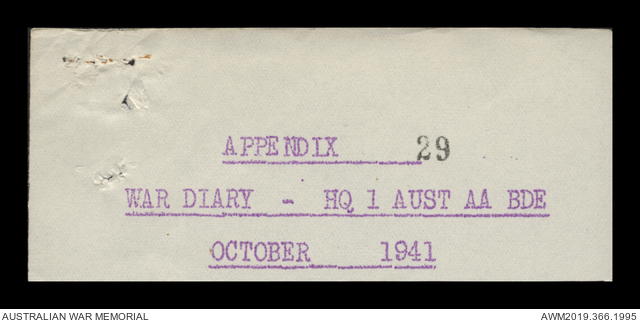 APPENDIX 29
WAR DIARY - HQ 1 AUST AA BDE
OCTOBER 1941
AUSTRALIAN WAR MEMORIAL AWM2019.366.1995